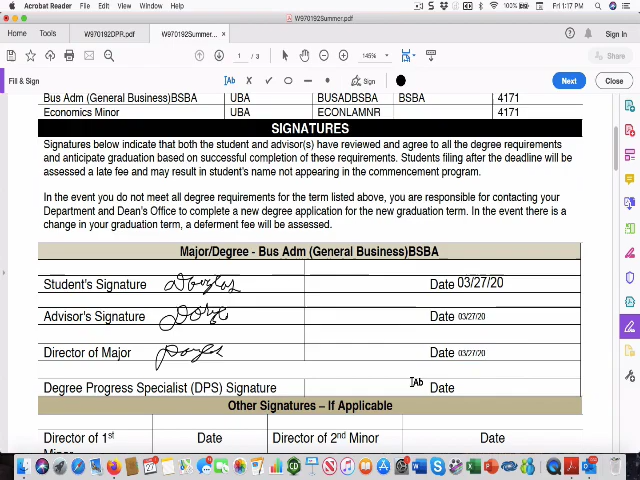 Acrobat Reader File Edit View Window Help 100% Fri 1:17 PM
W970192Summer.pdf
Home Tools W970192DPR.pdf W970192Summer... × Sign In
1 / 3 145% Sign
Fill & Sign Ab Next Close
Bus Adm (General Business)BSBA UBA BUSADBSBA BSBA 4171
Economics Minor UBA ECONLAMNR 4171
SIGNATURES
Signatures below indicate that both the student and advisor(s) have reviewed and agree to all the degree requirements
and anticipate graduation based on successful completion of these requirements. Students filing after the deadline will be
assessed a late fee and may result in student's name not appearing in the commencement program.
In the event you do not meet all degree requirements for the term listed above, you are responsible for contacting your
Department and Dean's Office to complete a new degree application for the new graduation term. In the event there is a
change in your graduation term, a deferment fee will be assessed.
Major/Degree - Bus Adm (General Business)BSBA
Student's Signature Date 03/27/20
Advisor's Signature Date 03/27/20
Director of Major Date 03/27/20
Degree Progress Specialist (DPS) Signature Ab Date
Other Signatures – If Applicable
Director of 1st Date Director of 2nd Minor Date
Minor